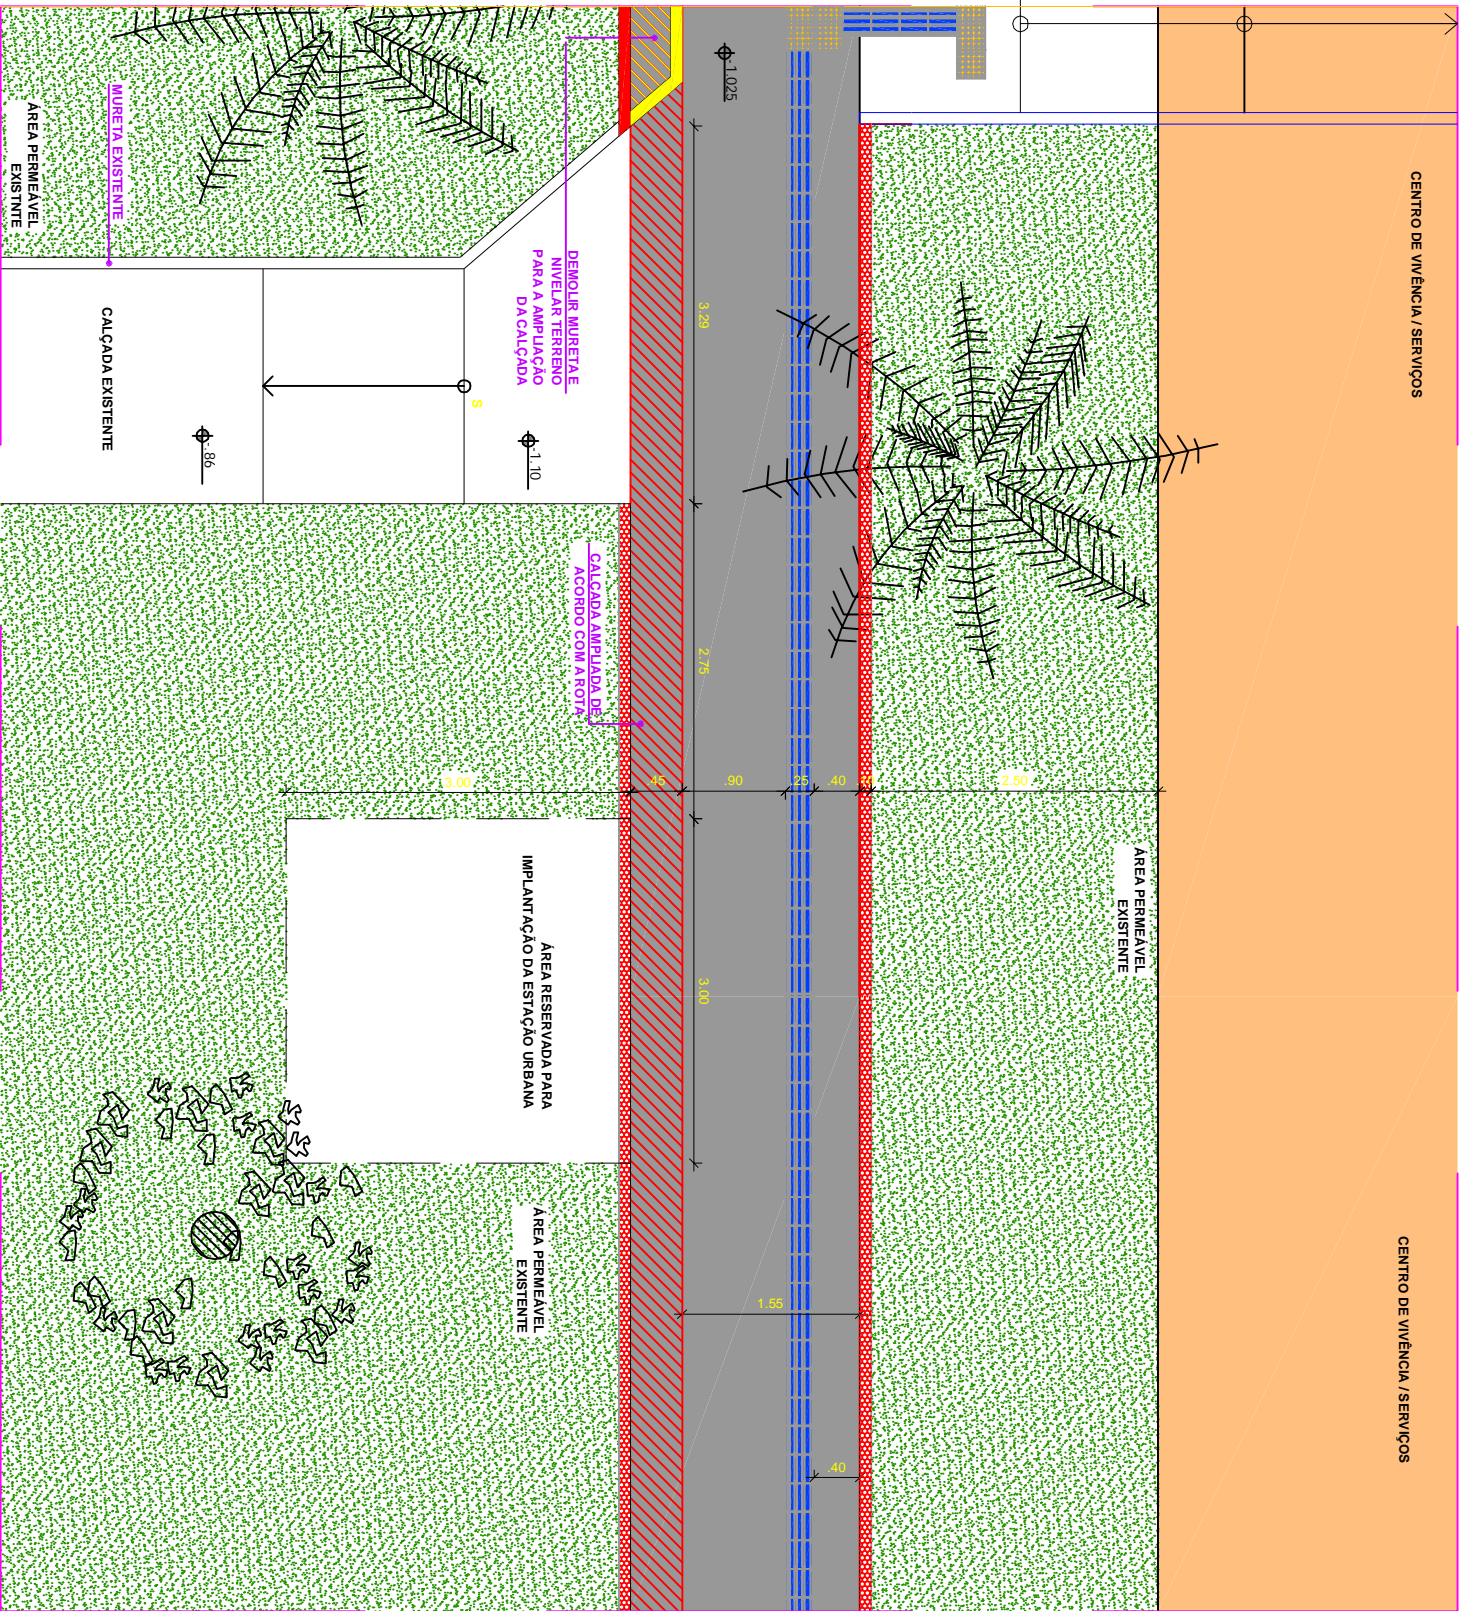 CENTRO DE VIVÊNCIA / SERVIÇOS
CENTRO DE VIVÊNCIA / SERVIÇOS
ÁREA PERMEÁVEL
EXISTENTE
2.50
1.025
3.29
2.75
3.00
.45
.90
.25
.40
3.00
1.55
.40
DEMOLIR MURETA E
NIVELAR TERRENO
PARA A AMPLIAÇÃO
DA CALÇADA
CALÇADA AMPLIADA DE
ACORDO COM A ROTA
ÁREA RESERVADA PARA
IMPLANTAÇÃO DA ESTAÇÃO URBANA
ÁREA PERMEÁVEL
EXISTENTE
S
1.10
.86
MURETA EXISTENTE
CALÇADA EXISTENTE
ÁREA PERMEÁVEL
EXISTNTE